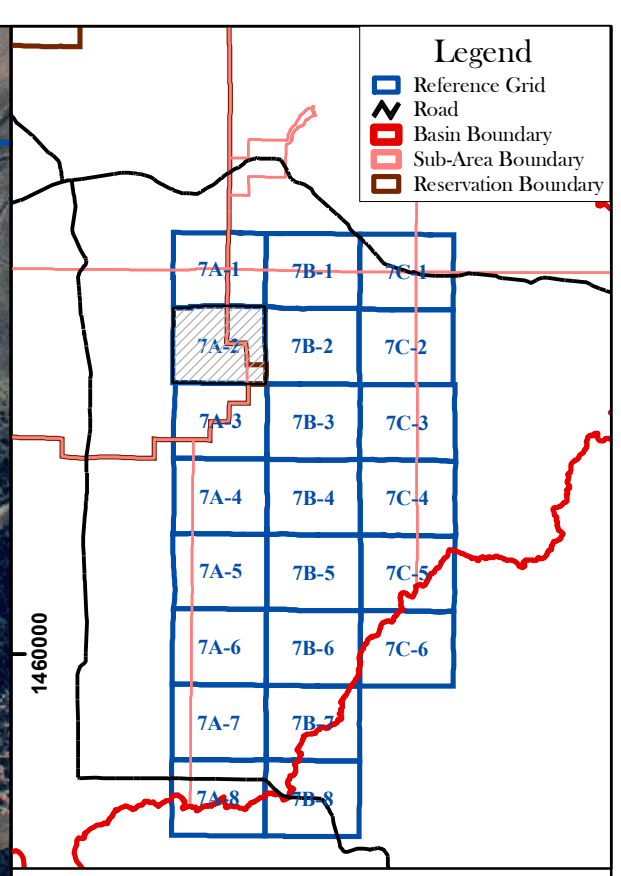 Legend
Reference Grid
Road
Basin Boundary
Sub-Area Boundary
Reservation Boundary
7A-1 7B-1 7C-1
7A-2 7B-2 7C-2
7A-3 7B-3 7C-3
7A-4 7B-4 7C-4
7A-5 7B-5 7C-5
7A-6 7B-6 7C-6
1460000
7A-7 7B-7
7A-8 7B-8